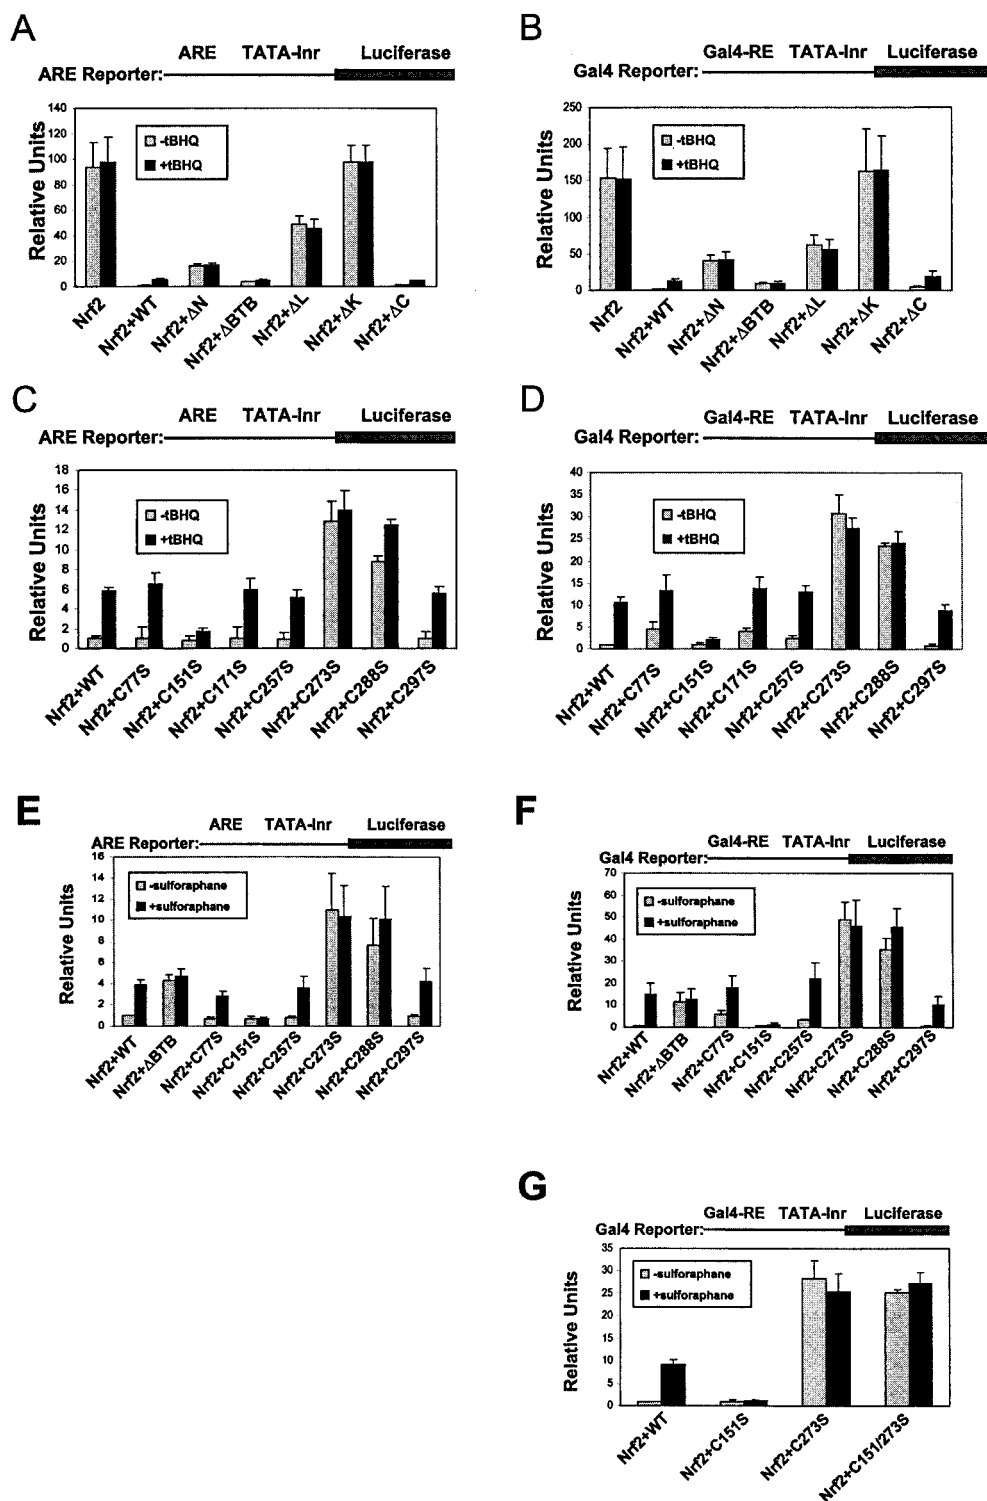 A
ARE TATA-Inr Luciferase
ARE Reporter:
Relative Units
140
120
100
80
60
40
20
0
-tBHQ
+tBHQ
Nrf2
Nrf2+WT
Nrf2+ΔN
Nrf2+ΔBTB
Nrf2+ΔL
Nrf2+ΔK
Nrf2+ΔC
B
Gal4-RE TATA-Inr Luciferase
Gal4 Reporter:
Relative Units
250
200
150
100
50
0
-tBHQ
+tBHQ
Nrf2
Nrf2+WT
Nrf2+ΔN
Nrf2+ΔBTB
Nrf2+ΔL
Nrf2+ΔK
Nrf2+ΔC
C
ARE TATA-Inr Luciferase
ARE Reporter:
Relative Units
18
16
14
12
10
8
6
4
2
0
-tBHQ
+tBHQ
Nrf2+WT
Nrf2+C77S
Nrf2+C151S
Nrf2+C171S
Nrf2+C257S
Nrf2+C273S
Nrf2+C288S
Nrf2+C297S
D
Gal4-RE TATA-Inr Luciferase
Gal4 Reporter:
Relative Units
40
35
30
25
20
15
10
5
0
-tBHQ
+tBHQ
Nrf2+WT
Nrf2+C77S
Nrf2+C151S
Nrf2+C171S
Nrf2+C257S
Nrf2+C273S
Nrf2+C288S
Nrf2+C297S
E
ARE TATA-Inr Luciferase
ARE Reporter:
Relative Units
16
14
12
10
8
6
4
2
0
-sulforaphane
+sulforaphane
Nrf2+WT
Nrf2+ΔBTB
Nrf2+C77S
Nrf2+C151S
Nrf2+C257S
Nrf2+C273S
Nrf2+C288S
Nrf2+C297S
F
Gal4-RE TATA-Inr Luciferase
Gal4 Reporter:
Relative Units
70
60
50
40
30
20
10
0
-sulforaphane
+sulforaphane
Nrf2+WT
Nrf2+ΔBTB
Nrf2+C77S
Nrf2+C151S
Nrf2+C257S
Nrf2+C273S
Nrf2+C288S
Nrf2+C297S
G
Gal4-RE TATA-Inr Luciferase
Gal4 Reporter:
Relative Units
35
30
25
20
15
10
5
0
-sulforaphane
+sulforaphane
Nrf2+WT
Nrf2+C151S
Nrf2+C273S
Nrf2+C151/273S